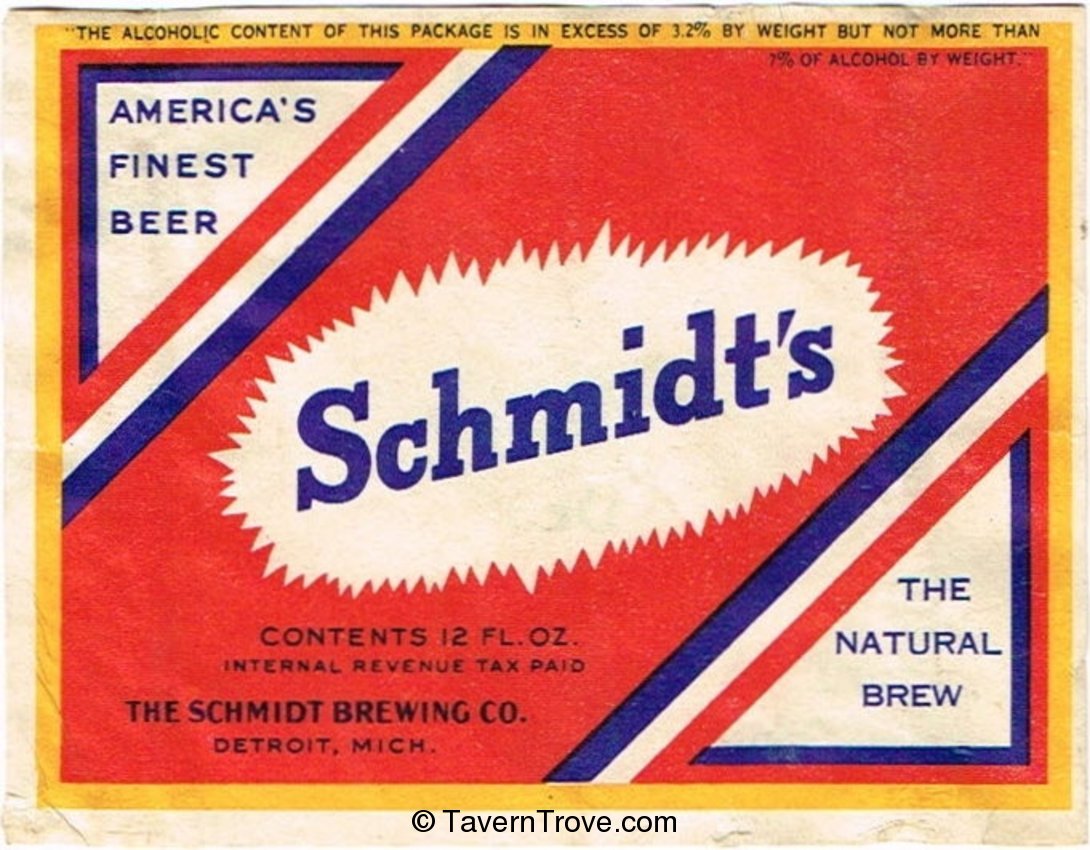 "THE ALCOHOLIC CONTENT OF THIS PACKAGE IS IN EXCESS OF 3.2% BY WEIGHT BUT NOT MORE THAN
7% OF ALCOHOL BY WEIGHT."
AMERICA'S
FINEST
BEER
Schmidt's
CONTENTS 12 FL. OZ.
INTERNAL REVENUE TAX PAID
THE SCHMIDT BREWING CO.
DETROIT, MICH.
THE
NATURAL
BREW
© TavernTrove.com